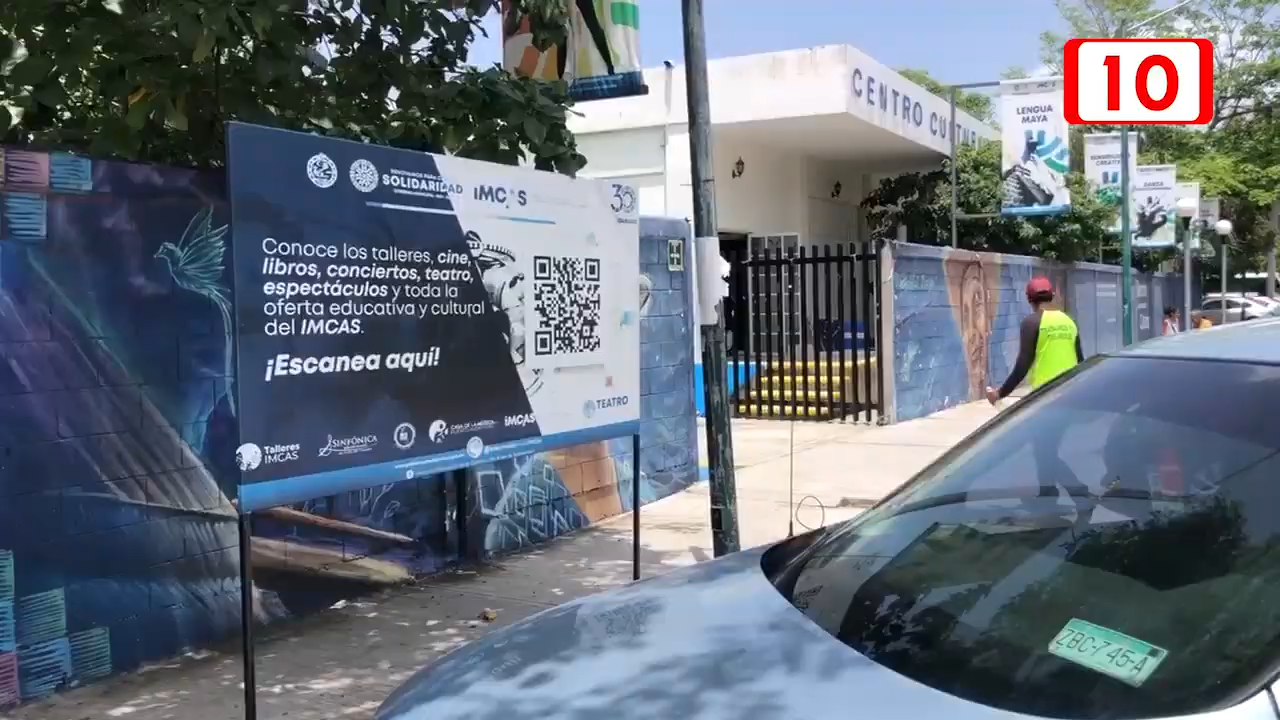 10
CENTRO CULTURAL
LENGUA
MAYA
DANZA
SOLIDARIDAD
IMCAS
30
Conoce los talleres, cine,
libros, conciertos, teatro,
espectáculos y toda la
oferta educativa y cultural
del IMCAS.
¡Escanea aquí!
TEATRO
Talleres
IMCAS
SINFÓNICA
IMCAS
ZBC-745-A